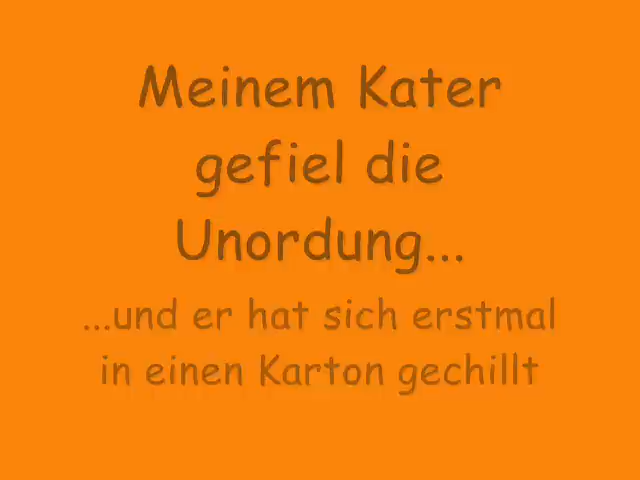 Meinem Kater
gefiel die
Unordung...
...und er hat sich erstmal
in einen Karton gechillt